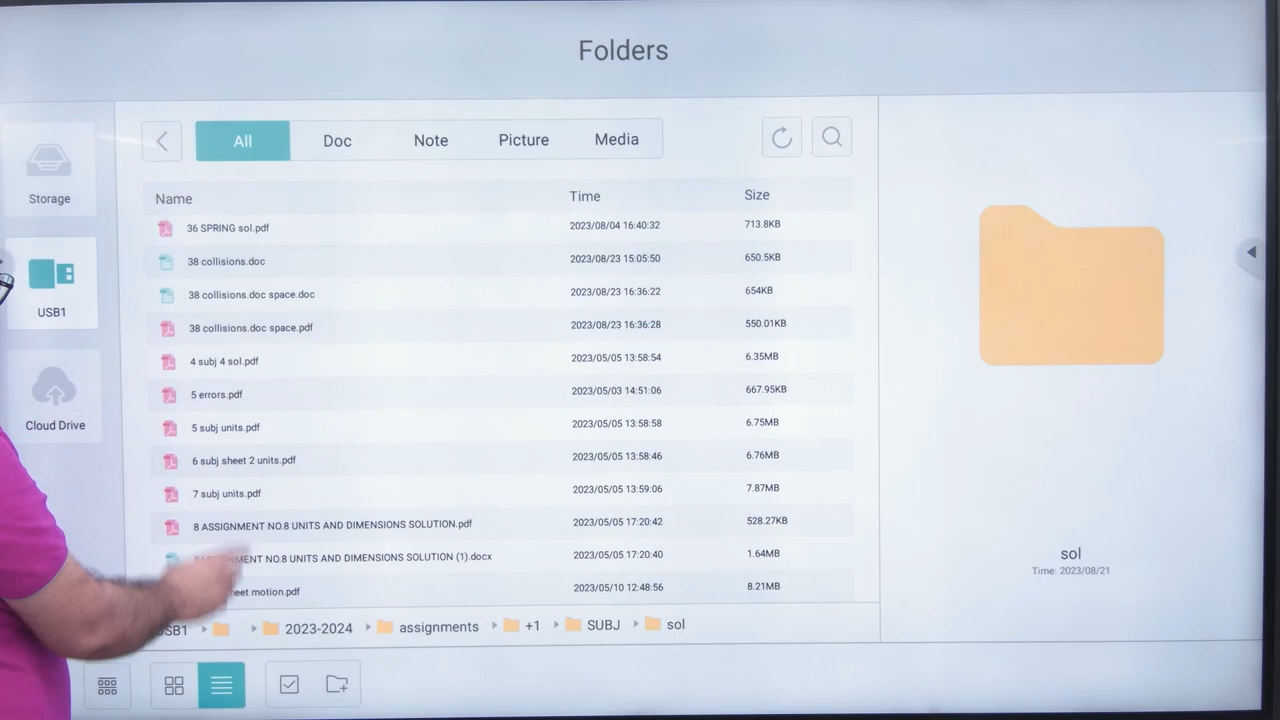 Folders
All Doc Note Picture Media
Storage
USB1
Cloud Drive
Name Time Size
36 SPRING sol.pdf 2023/08/04 16:40:32 713.8KB
38 collisions.doc 2023/08/23 15:05:50 650.5KB
38 collisions.doc space.doc 2023/08/23 16:36:22 654KB
38 collisions.doc space.pdf 2023/08/23 16:36:28 550.01KB
4 subj 4 sol.pdf 2023/05/05 13:58:54 6.35MB
5 errors.pdf 2023/05/03 14:51:06 667.95KB
5 subj units.pdf 2023/05/05 13:58:58 6.75MB
6 subj sheet 2 units.pdf 2023/05/05 13:58:46 6.76MB
7 subj units.pdf 2023/05/05 13:59:06 7.87MB
8 ASSIGNMENT NO.8 UNITS AND DIMENSIONS SOLUTION.pdf 2023/05/05 17:20:42 528.27KB
NO.8 UNITS AND DIMENSIONS SOLUTION (1).docx 2023/05/05 17:20:40 1.64MB
motion.pdf 2023/05/10 12:48:56 8.21MB
2023-2024 assignments +1 SUBJ sol
sol
Time: 2023/08/21